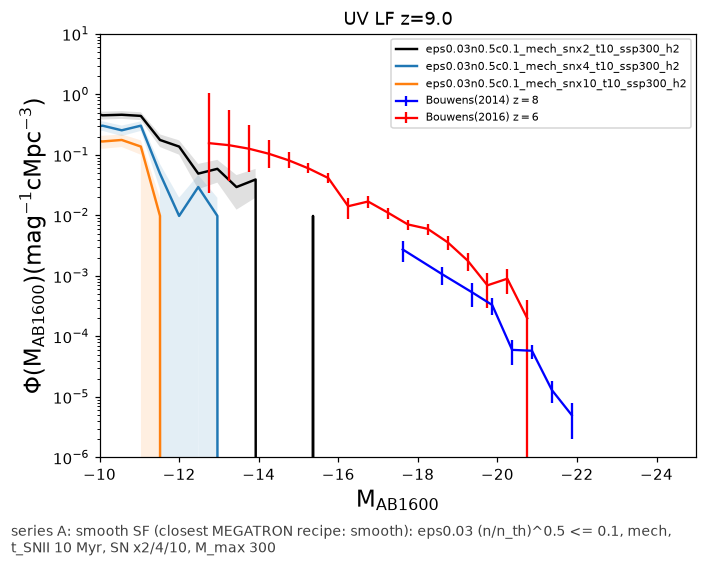 UV LF z=9.0
10^1
10^0
10^−1
10^−2
10^−3
10^−4
10^−5
10^−6
Φ(M_AB1600)(mag^−1cMpc^−3)
eps0.03n0.5c0.1_mech_snx2_t10_ssp300_h2
eps0.03n0.5c0.1_mech_snx4_t10_ssp300_h2
eps0.03n0.5c0.1_mech_snx10_t10_ssp300_h2
Bouwens(2014) z = 8
Bouwens(2016) z = 6
−10 −12 −14 −16 −18 −20 −22 −24
M_AB1600
series A: smooth SF (closest MEGATRON recipe: smooth): eps0.03 (n/n_th)^0.5 <= 0.1, mech,
t_SNII 10 Myr, SN x2/4/10, M_max 300